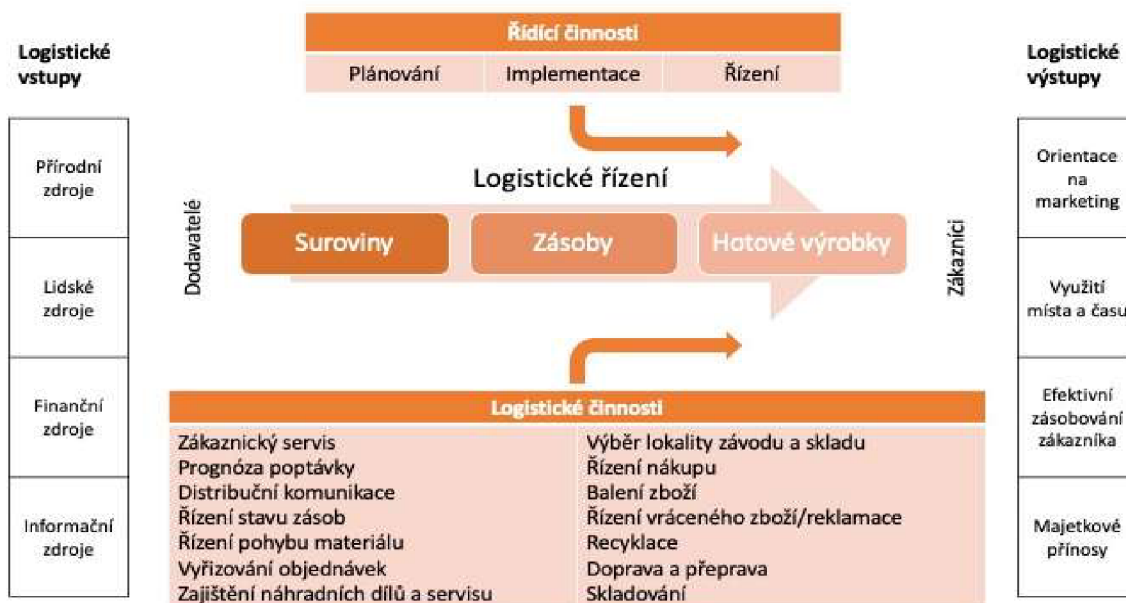 Logistické
vstupy
Přírodní
zdroje
Lidské
zdroje
Finanční
zdroje
Informační
zdroje
Řídící činnosti
Plánování Implementace Řízení
Logistické řízení
Dodavatelé
Suroviny Zásoby Hotové výrobky
Zákazníci
Logistické činnosti
Zákaznický servis
Prognóza poptávky
Distribuční komunikace
Řízení stavu zásob
Řízení pohybu materiálu
Vyřizování objednávek
Zajištění náhradních dílů a servisu
Výběr lokality závodu a skladu
Řízení nákupu
Balení zboží
Řízení vráceného zboží/reklamace
Recyklace
Doprava a přeprava
Skladování
Logistické
výstupy
Orientace
na
marketing
Využití
místa a času
Efektivní
zásobování
zákazníka
Majetkové
přínosy